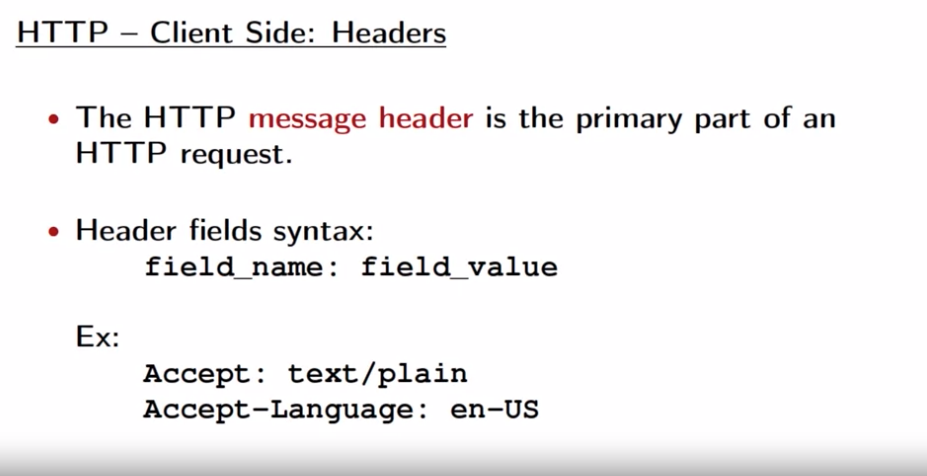 HTTP – Client Side: Headers
• The HTTP message header is the primary part of an
HTTP request.
• Header fields syntax:
field_name: field_value
Ex:
Accept: text/plain
Accept-Language: en-US